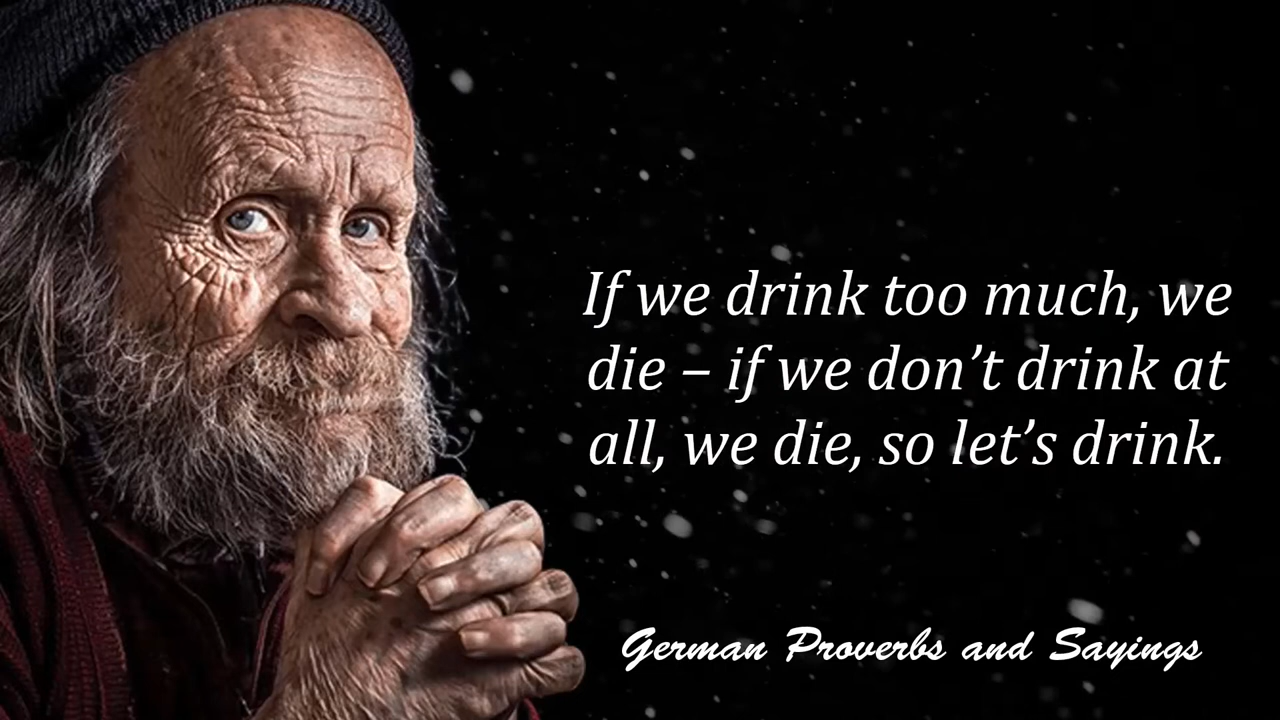 If we drink too much, we
die – if we don’t drink at
all, we die, so let’s drink.
German Proverbs and Sayings